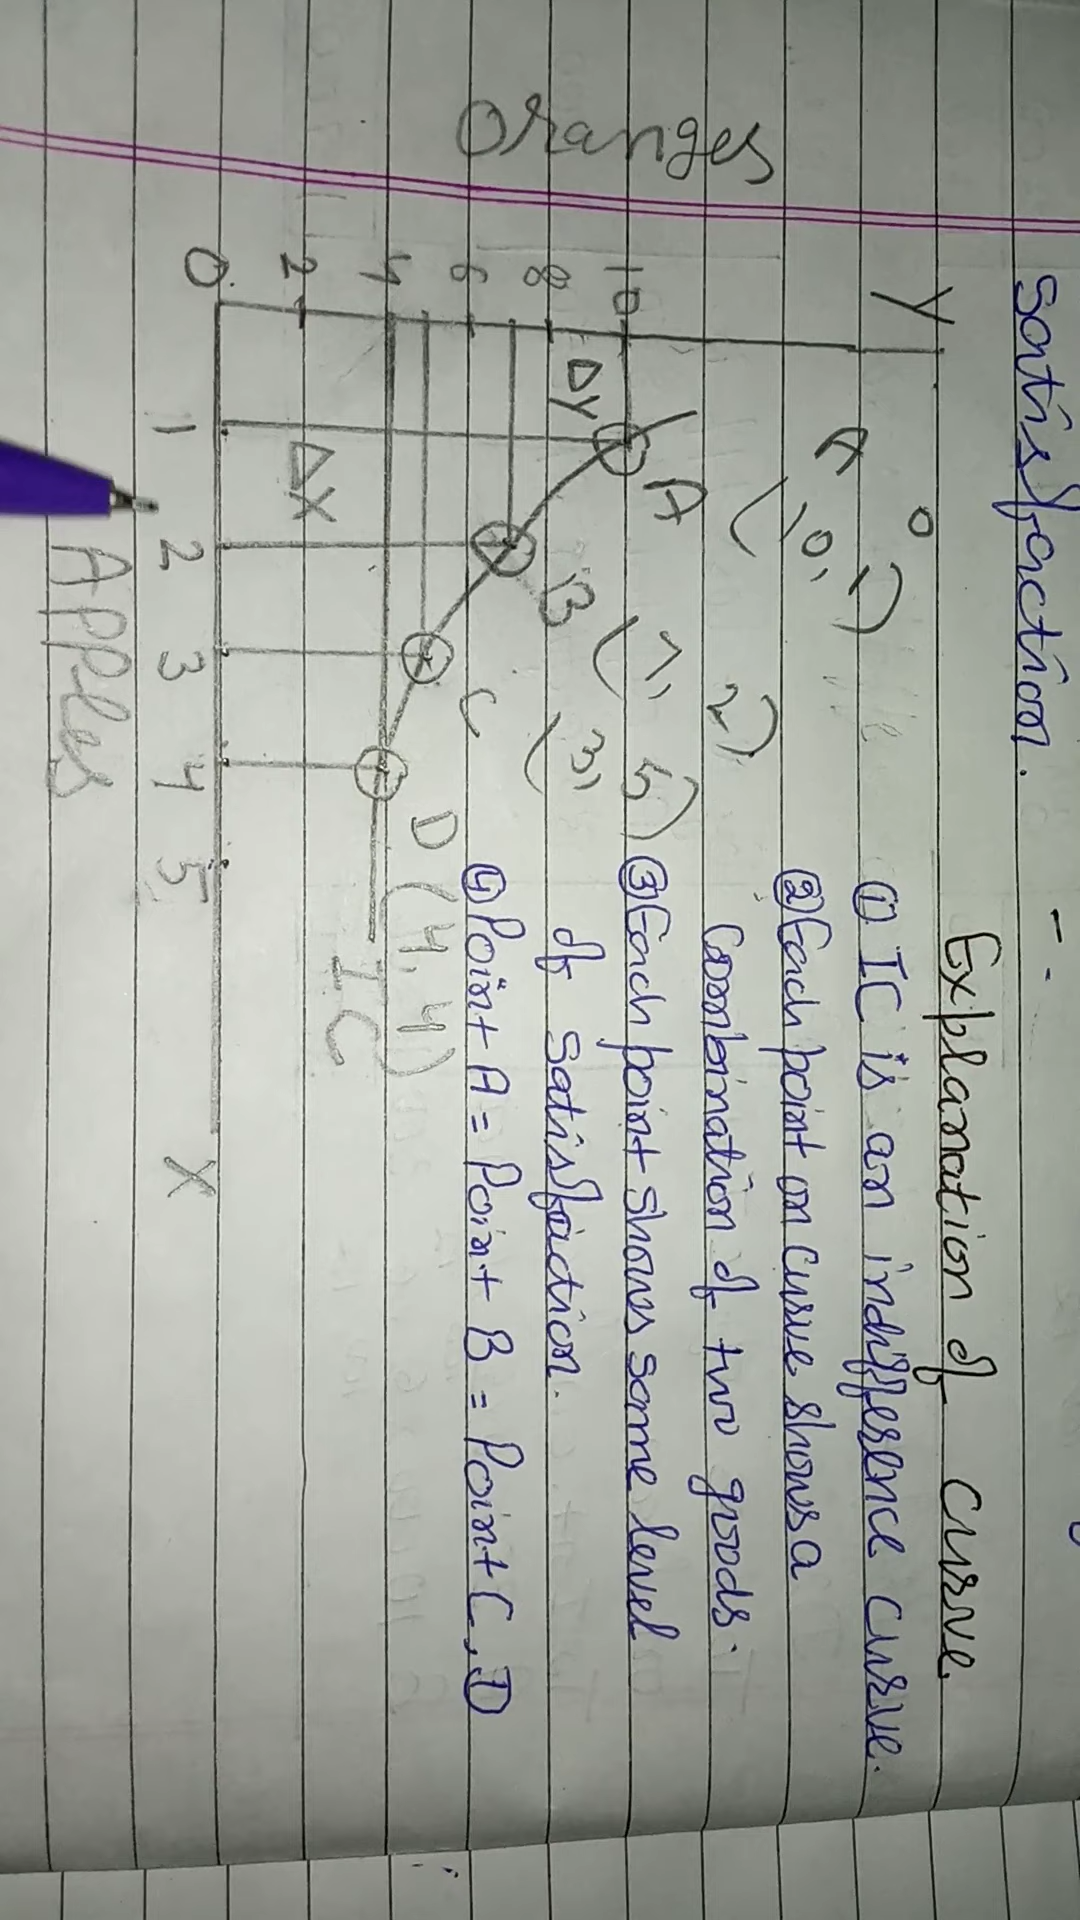 Satisfaction.
Explanation of curve.
① IC is an indifference curve.
② Each point on curve shows a
Combination of two goods.
③ Each point shows same level
of satisfaction.
④ Point A = Point B = Point C, D
Y
Oranges
10
8
6
4
2
0
1
2
3
4
5
X
Apples
A (10, 1)
A
B (7, 2)
C (3, 5)
D (4, 4)
IC
ΔY
ΔX